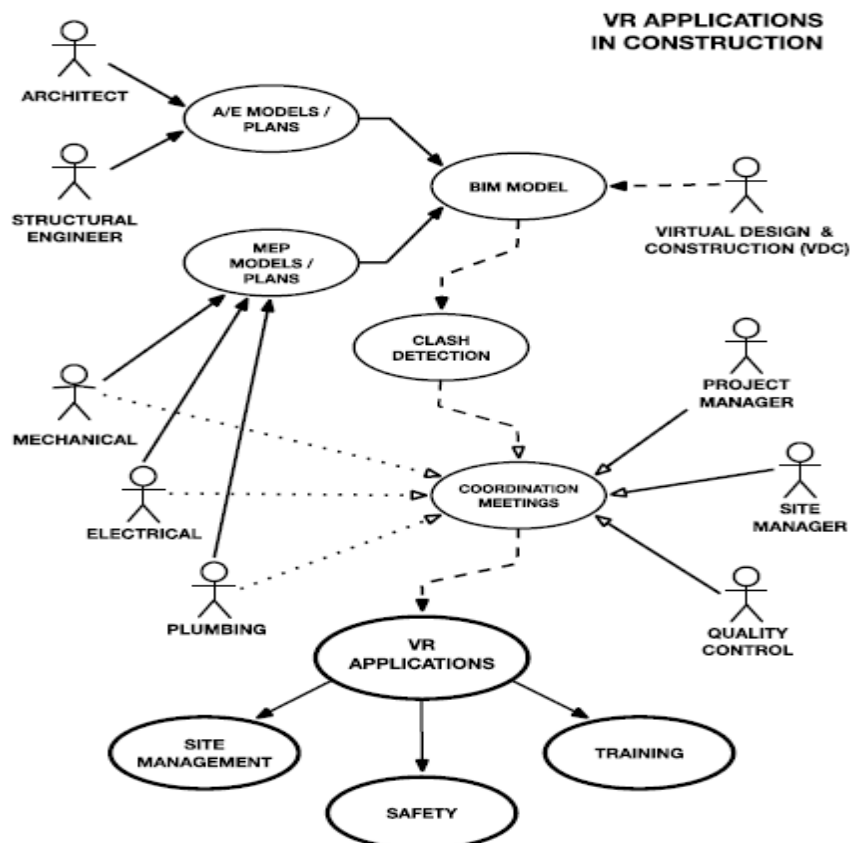 VR APPLICATIONS
IN CONSTRUCTION
ARCHITECT
A/E MODELS /
PLANS
BIM MODEL
STRUCTURAL
ENGINEER
VIRTUAL DESIGN &
CONSTRUCTION (VDC)
MEP
MODELS /
PLANS
CLASH
DETECTION
PROJECT
MANAGER
MECHANICAL
COORDINATION
MEETINGS
SITE
MANAGER
ELECTRICAL
PLUMBING
QUALITY
CONTROL
VR
APPLICATIONS
SITE
MANAGEMENT
TRAINING
SAFETY